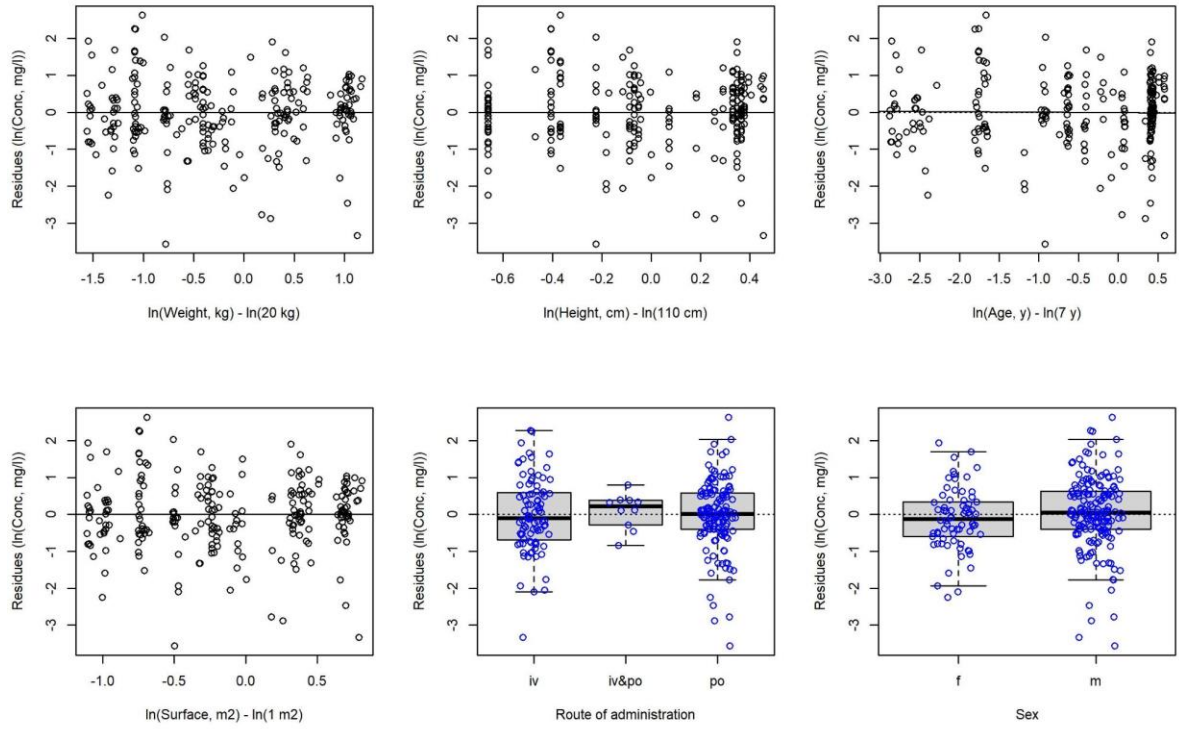 Residues (ln(Conc, mg/l))
2
1
0
-1
-2
-3
-1.5 -1.0 -0.5 0.0 0.5 1.0
ln(Weight, kg) - ln(20 kg)
Residues (ln(Conc, mg/l))
2
1
0
-1
-2
-3
-0.6 -0.4 -0.2 0.0 0.2 0.4
ln(Height, cm) - ln(110 cm)
Residues (ln(Conc, mg/l))
2
1
0
-1
-2
-3
-3.0 -2.5 -2.0 -1.5 -1.0 -0.5 0.0 0.5
ln(Age, y) - ln(7 y)
Residues (ln(Conc, mg/l))
2
1
0
-1
-2
-3
-1.0 -0.5 0.0 0.5
ln(Surface, m2) - ln(1 m2)
Residues (ln(Conc, mg/l))
2
1
0
-1
-2
-3
iv iv&po po
Route of administration
Residues (ln(Conc, mg/l))
2
1
0
-1
-2
-3
f m
Sex